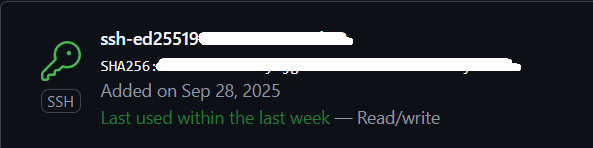 ssh-ed25519
SHA256:
SSH
Added on Sep 28, 2025
Last used within the last week — Read/write